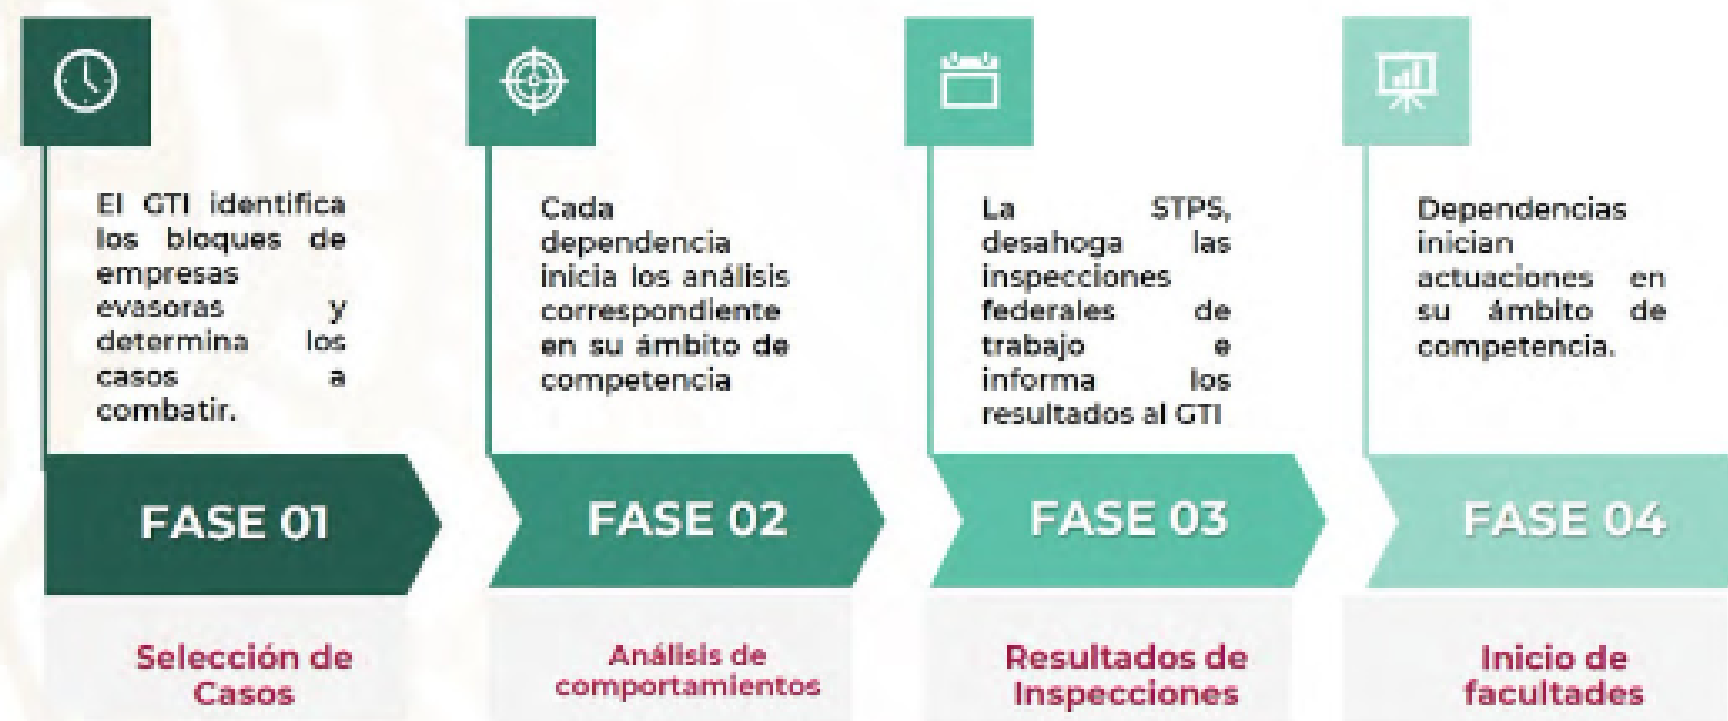 El GTI identifica
los bloques de
empresas
evasoras y
determina los
casos a
combatir.
FASE 01
Selección de
Casos
Cada
dependencia
inicia los análisis
correspondiente
en su ámbito de
competencia
FASE 02
Análisis de
comportamientos
La STPS,
desahoga las
inspecciones
federales de
trabajo e
informa los
resultados al GTI
FASE 03
Resultados de
Inspecciones
Dependencias
inician
actuaciones en
su ámbito de
competencia.
FASE 04
Inicio de
facultades